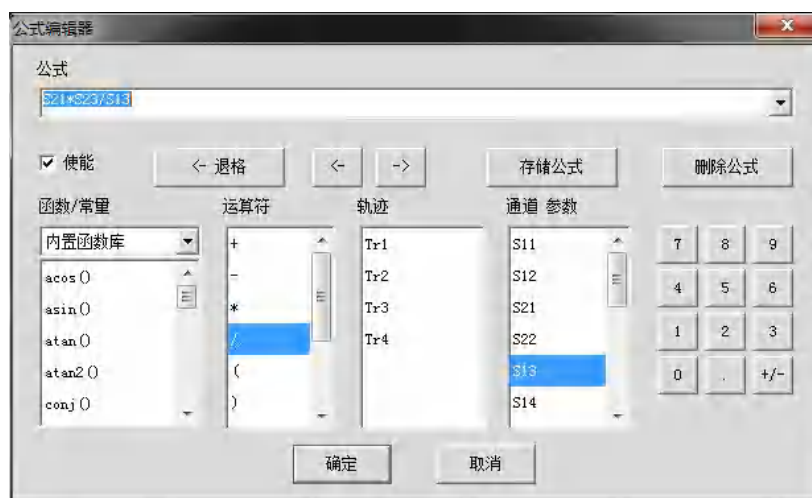 公式编辑器
公式
S21*S23/S13
使能
<- 退格
<-
->
存储公式
删除公式
函数/常量
运算符
轨迹
通道 参数
内置函数库
acos()
asin()
atan()
atan2()
conj()
+
-
*
/
(
)
Tr1
Tr2
Tr3
Tr4
S11
S12
S21
S22
S13
S14
7
8
9
4
5
6
1
2
3
0
.
+/-
确定
取消